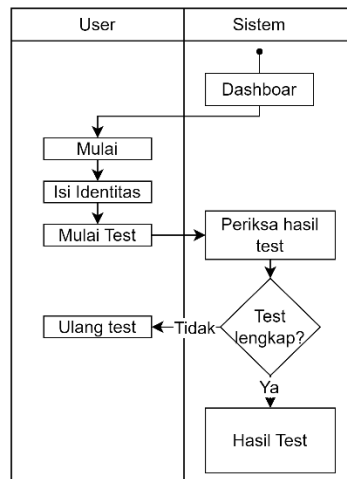 User
Sistem
Dashboar
Mulai
Isi Identitas
Mulai Test
Periksa hasil
test
Test
lengkap?
Tidak
Ulang test
Ya
Hasil Test